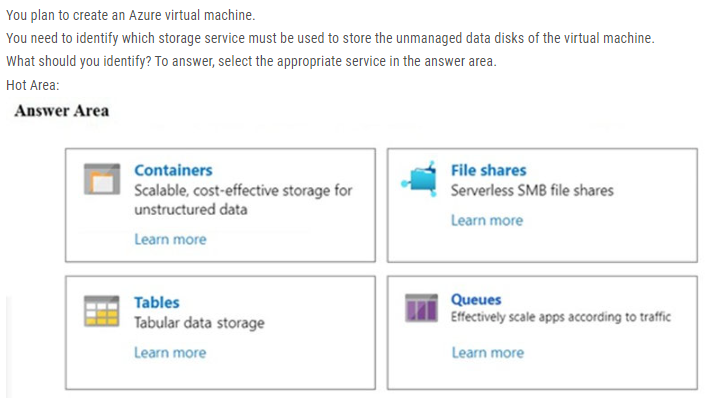 You plan to create an Azure virtual machine.
You need to identify which storage service must be used to store the unmanaged data disks of the virtual machine.
What should you identify? To answer, select the appropriate service in the answer area.
Hot Area:
Answer Area
Containers
Scalable, cost-effective storage for
unstructured data
Learn more
File shares
Serverless SMB file shares
Learn more
Tables
Tabular data storage
Learn more
Queues
Effectively scale apps according to traffic
Learn more